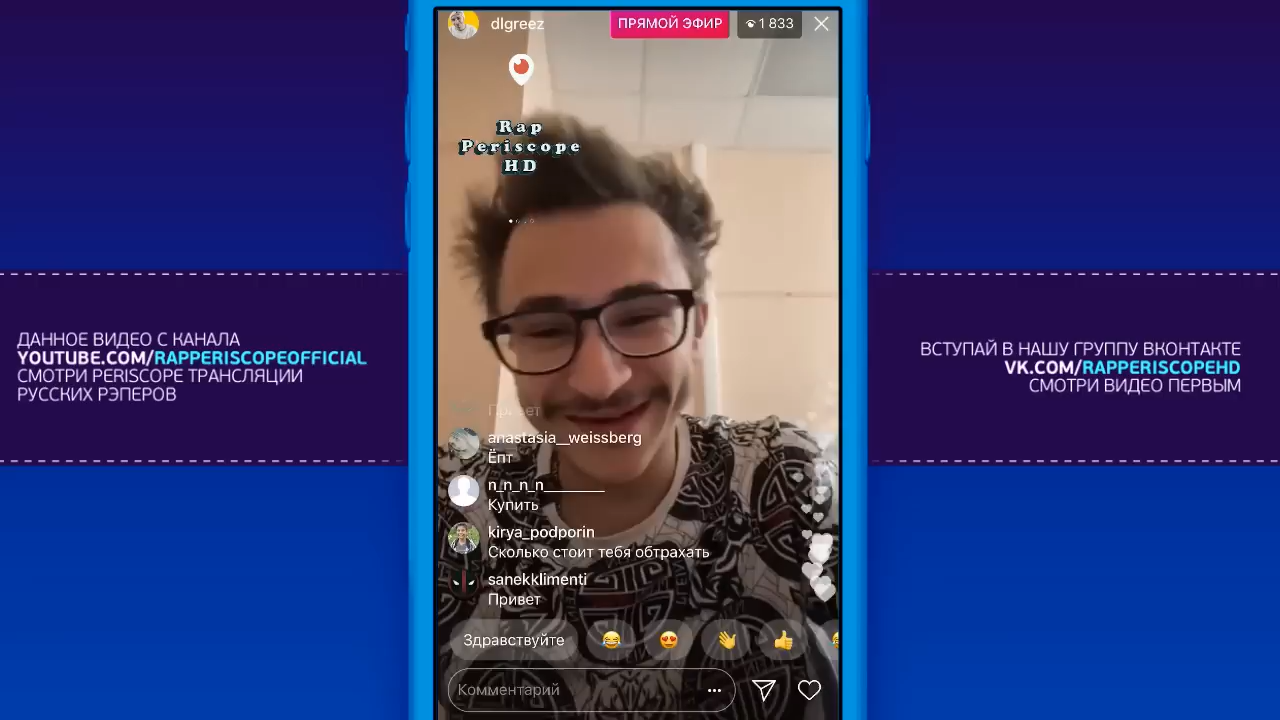 dlgreez
ПРЯМОЙ ЭФИР
1 833
Rap
Periscope
HD
ДАННОЕ ВИДЕО С КАНАЛА
YOUTUBE.COM/RAPPERISCOPEOFFICIAL
СМОТРИ PERISCOPE ТРАНСЛЯЦИИ
РУССКИХ РЭПЕРОВ
ВСТУПАЙ В НАШУ ГРУППУ ВКОНТАКТЕ
VK.COM/RAPPERISCOPEHD
СМОТРИ ВИДЕО ПЕРВЫМ
Привет
anastasia__weissberg
Ёпт
n_n_n_n________
Купить
kirya_podporin
Сколько стоит тебя обтрахать
sanekklimenti
Привет
Здравствуйте
Комментарий